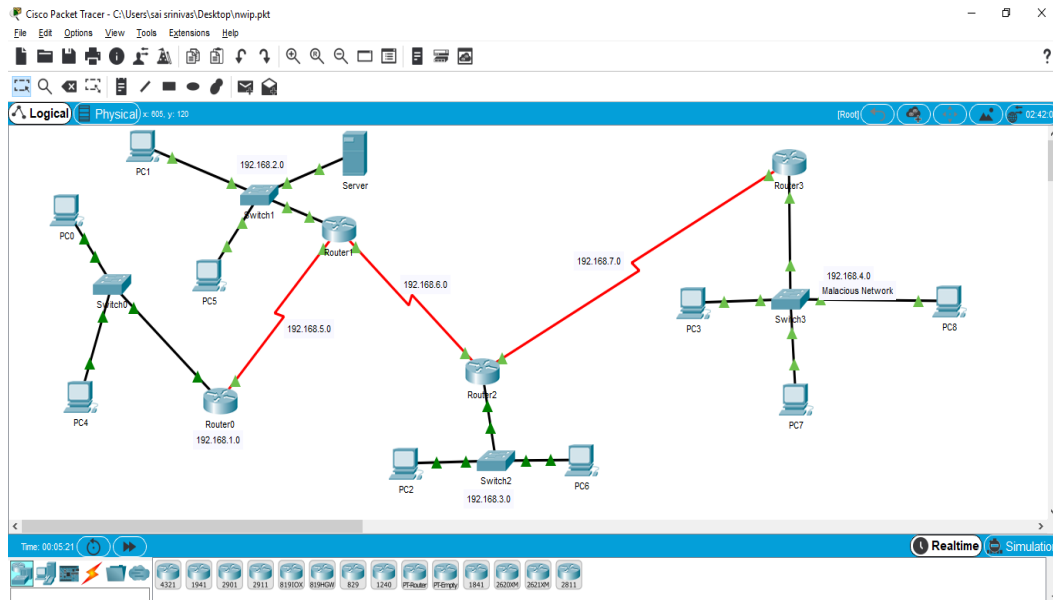 Cisco Packet Tracer - C:\Users\sai srinivas\Desktop\nwip.pkt
File Edit Options View Tools Extensions Help
?
Logical Physical x: 605, y: 120 [Root] 02:42:0
PC1
192.168.2.0
Server
Router3
PC0
Switch1
Router1
192.168.7.0
PC5
192.168.6.0
192.168.4.0
Malacious Network
Switch0
192.168.5.0
PC3
Switch3
PC8
Router2
PC4
Router0
192.168.1.0
PC7
PC2
Switch2
PC6
192.168.3.0
Time: 00:05:21 Realtime Simulation
4321 1941 2901 2911 819IOX 819HGW 829 1240 PT-Router PT-Empty 1841 2620XM 2621XM 2811